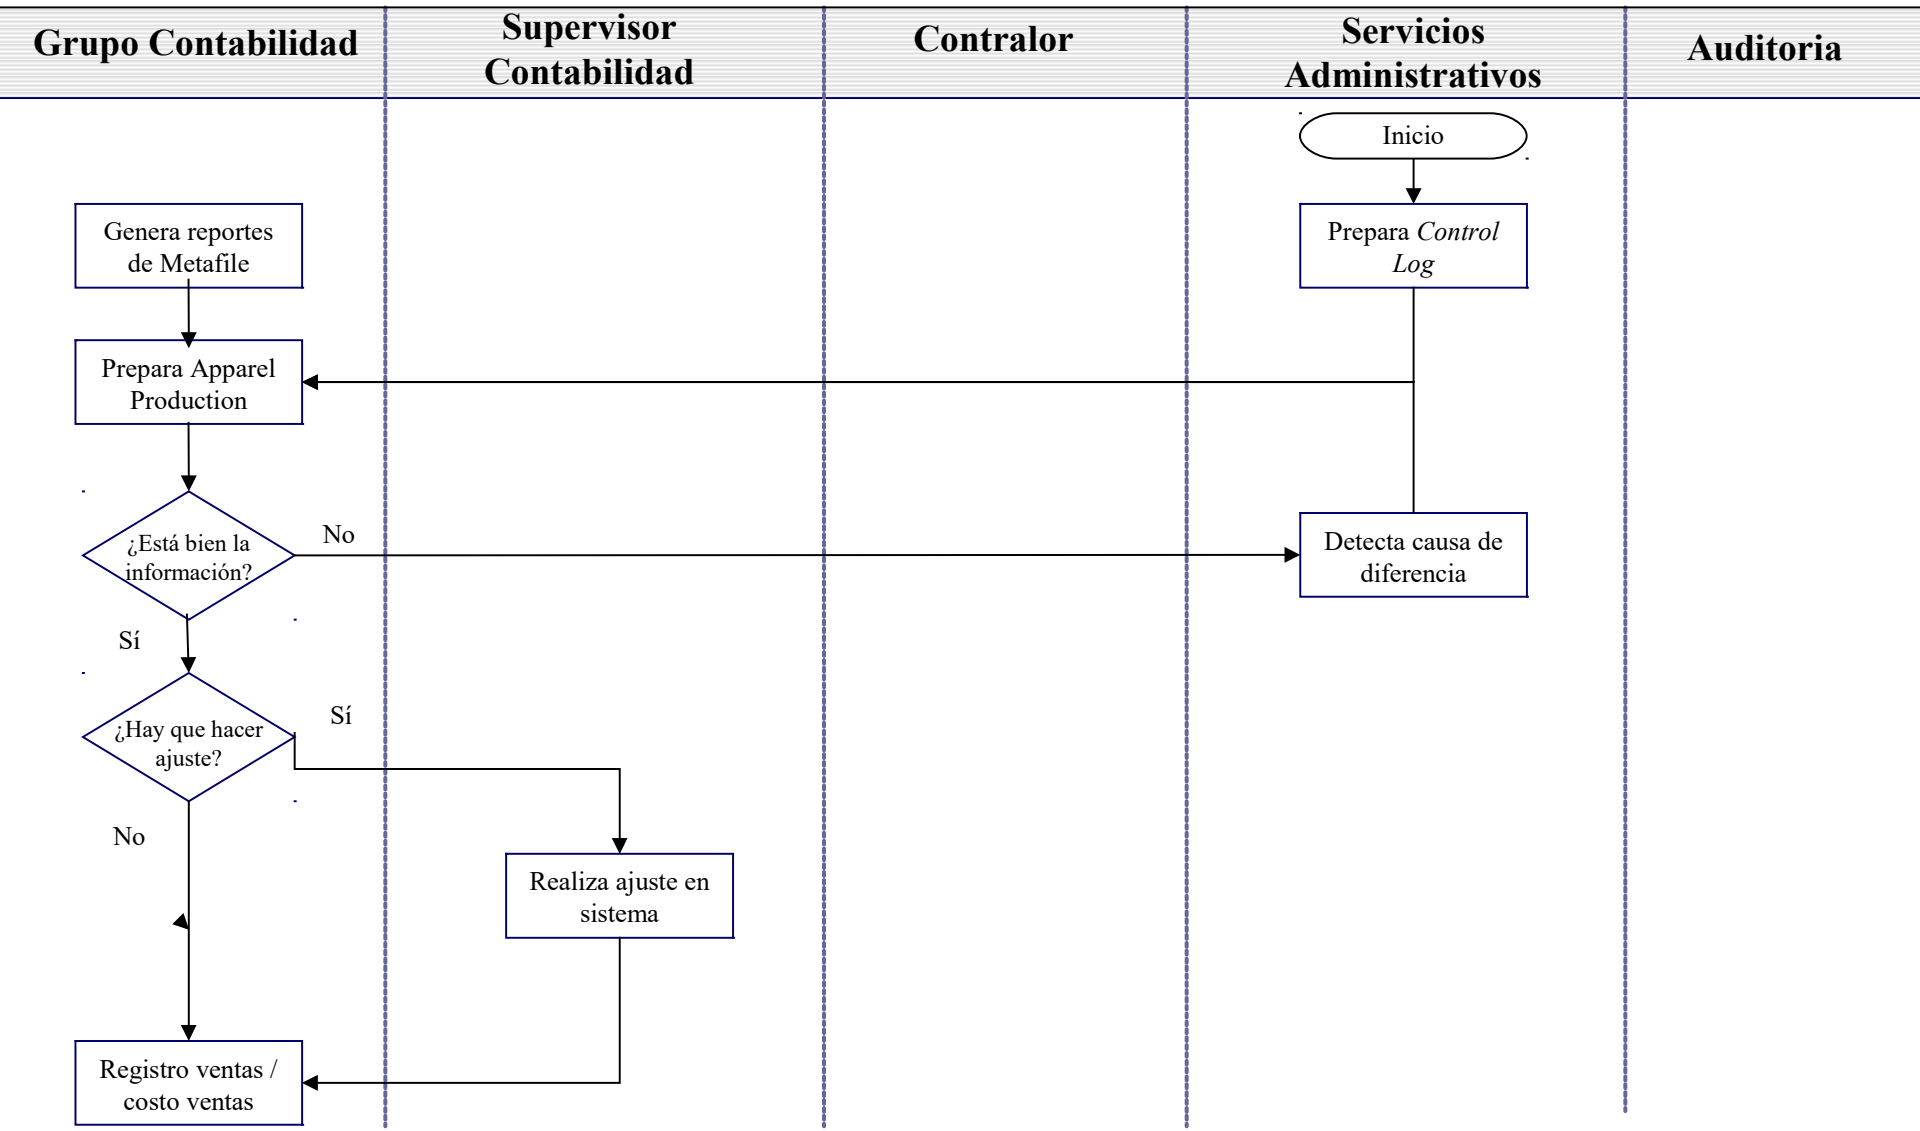 Grupo Contabilidad
Supervisor
Contabilidad
Contralor
Servicios
Administrativos
Auditoria
Inicio
Genera reportes
de Metafile
Prepara Control
Log
Prepara Apparel
Production
¿Está bien la
información?
No
Detecta causa de
diferencia
Sí
¿Hay que hacer
ajuste?
Sí
No
Realiza ajuste en
sistema
Registro ventas /
costo ventas